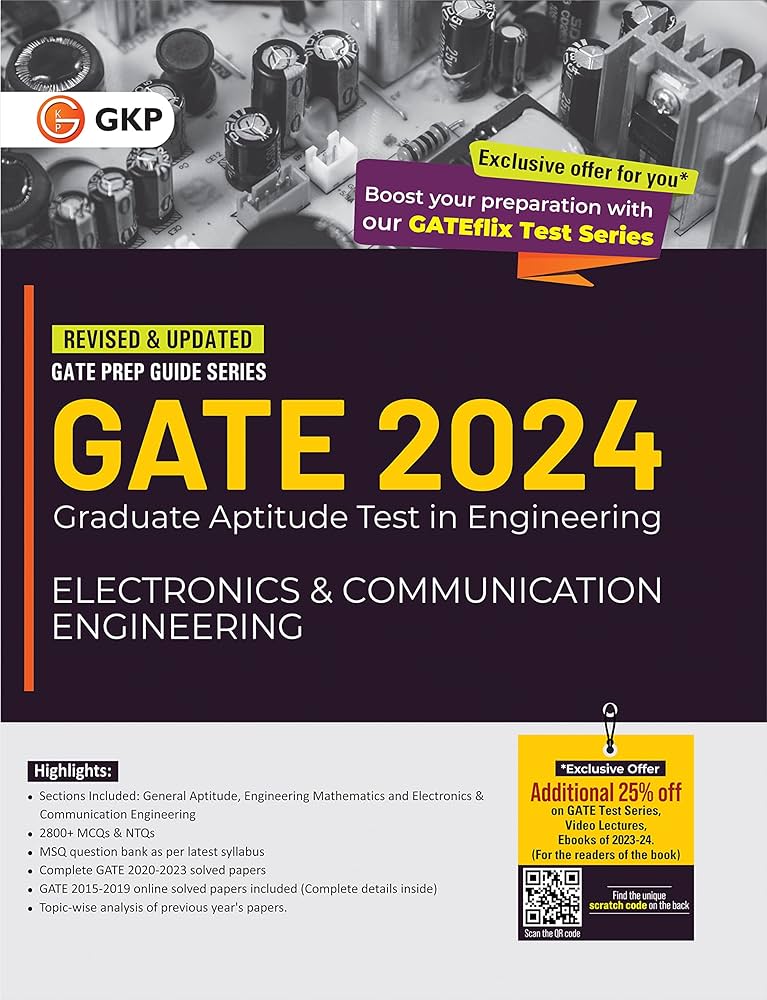 GKP
Exclusive offer for you*
Boost your preparation with
our GATEflix Test Series
REVISED & UPDATED
GATE PREP GUIDE SERIES
GATE 2024
Graduate Aptitude Test in Engineering
ELECTRONICS & COMMUNICATION
ENGINEERING
Highlights:
• Sections Included: General Aptitude, Engineering Mathematics and Electronics &
Communication Engineering
• 2800+ MCQs & NTQs
• MSQ question bank as per latest syllabus
• Complete GATE 2020-2023 solved papers
• GATE 2015-2019 online solved papers included (Complete details inside)
• Topic-wise analysis of previous year's papers.
*Exclusive Offer
Additional 25% off
on GATE Test Series,
Video Lectures,
Ebooks of 2023-24.
(For the readers of the book)
Find the unique
scratch code on the back
Scan the QR code